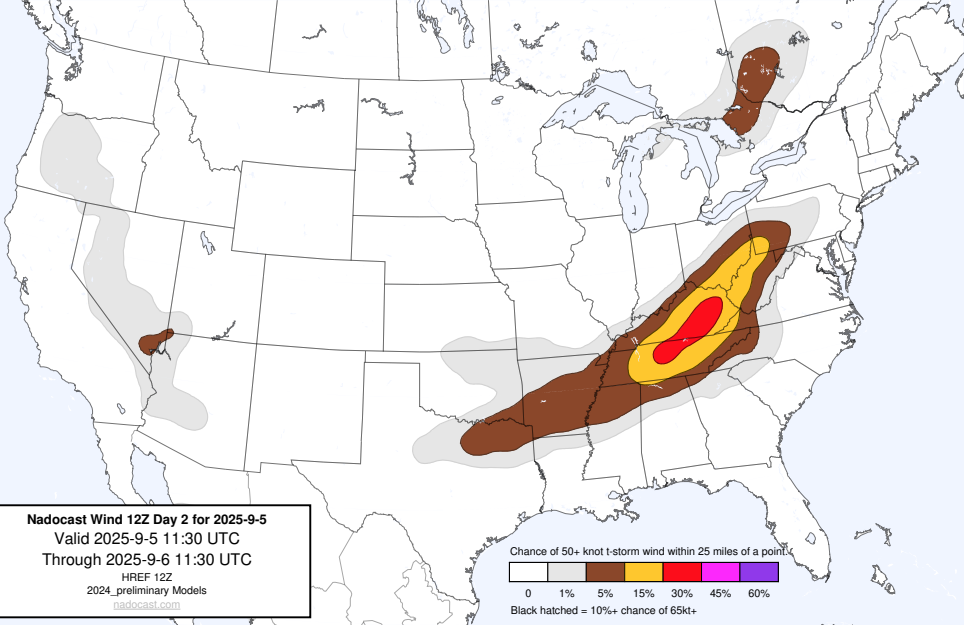 Nadocast Wind 12Z Day 2 for 2025-9-5
Valid 2025-9-5 11:30 UTC
Through 2025-9-6 11:30 UTC
HREF 12Z
2024_preliminary Models
nadocast.com
Chance of 50+ knot t-storm wind within 25 miles of a point.
0 1% 5% 15% 30% 45% 60%
Black hatched = 10%+ chance of 65kt+